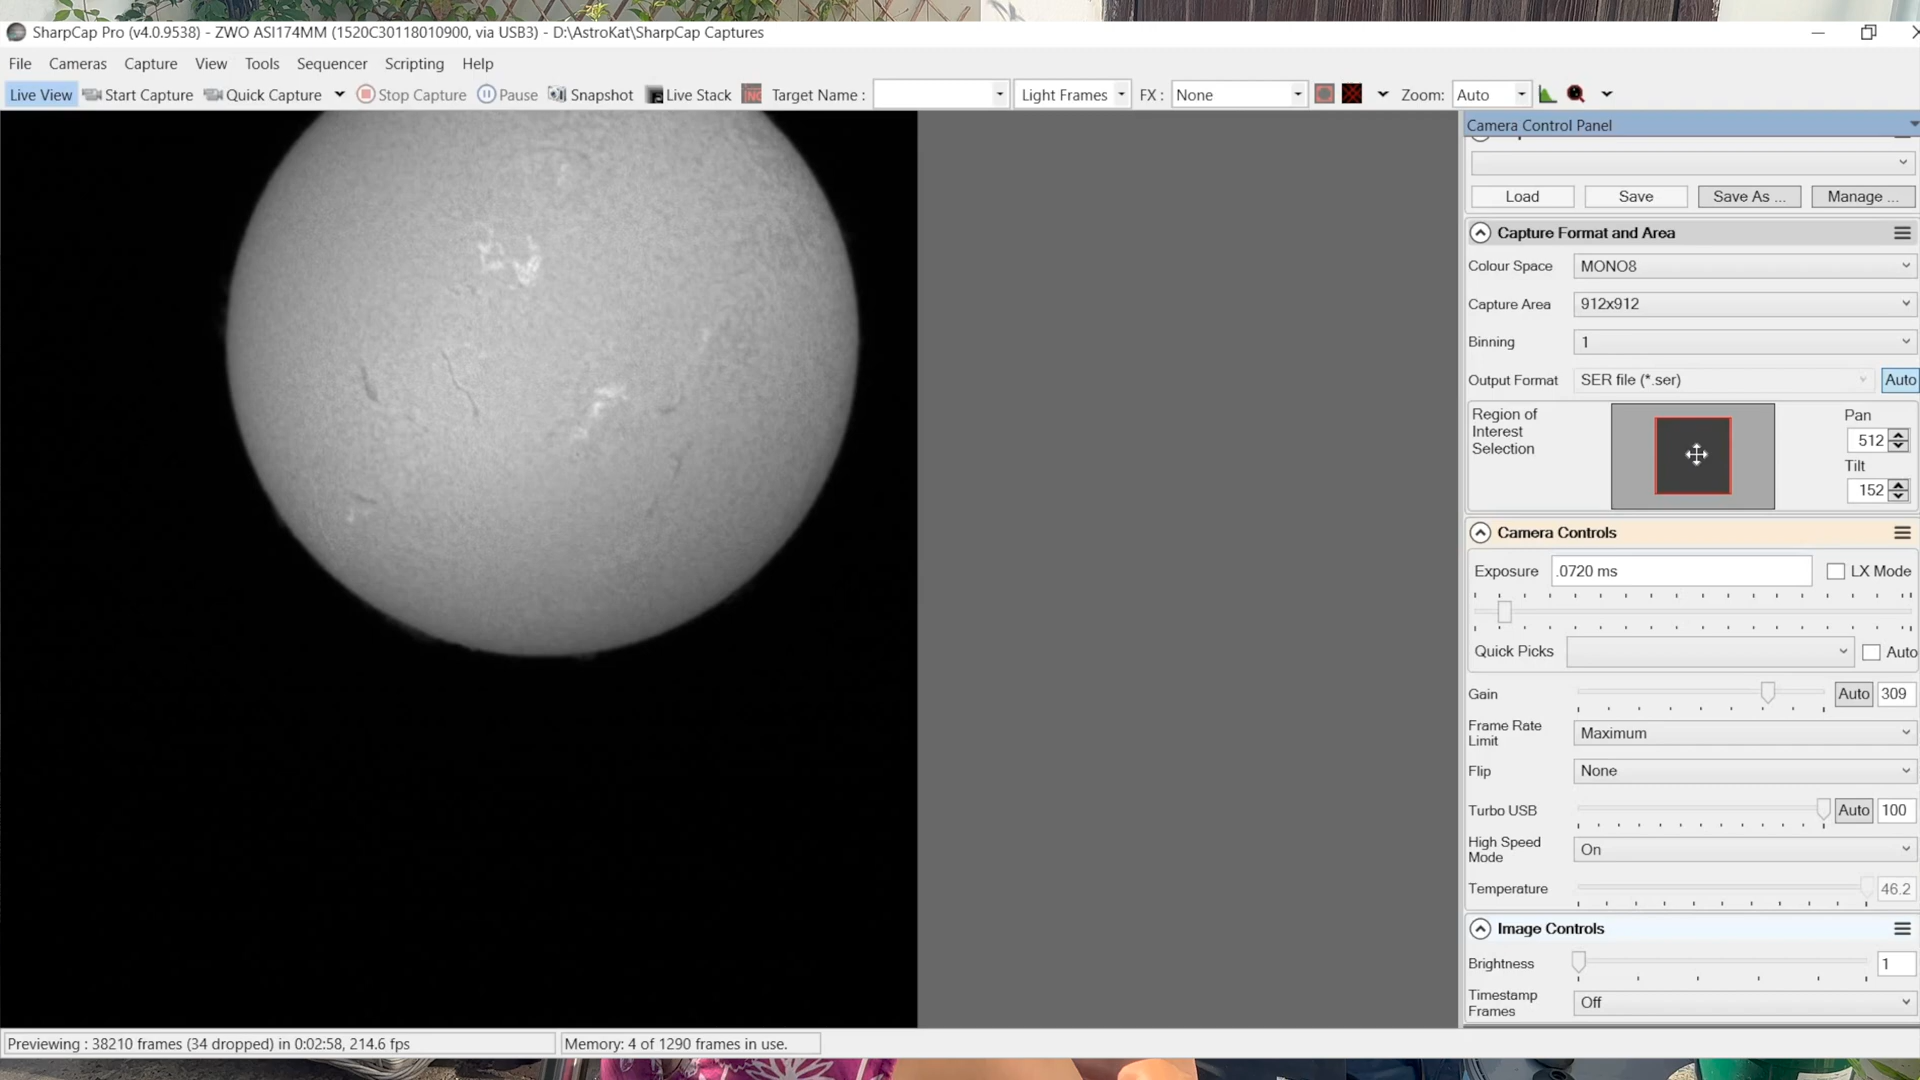 SharpCap Pro (v4.0.9538) - ZWO ASI174MM (1520C30118010900, via USB3) - D:\AstroKat\SharpCap Captures
File Cameras Capture View Tools Sequencer Scripting Help
Live View Start Capture Quick Capture Stop Capture Pause Snapshot Live Stack Target Name : Light Frames FX : None Zoom: Auto
Camera Control Panel
Load Save Save As ... Manage ...
Capture Format and Area
Colour Space MONO8
Capture Area 912x912
Binning 1
Output Format SER file (*.ser) Auto
Region of
Interest
Selection
Pan
512
Tilt
152
Camera Controls
Exposure .0720 ms LX Mode
Quick Picks Auto
Gain Auto 309
Frame Rate
Limit
Maximum
Flip None
Turbo USB Auto 100
High Speed
Mode
On
Temperature 46.2
Image Controls
Brightness 1
Timestamp
Frames
Off
Previewing : 38210 frames (34 dropped) in 0:02:58, 214.6 fps Memory: 4 of 1290 frames in use.